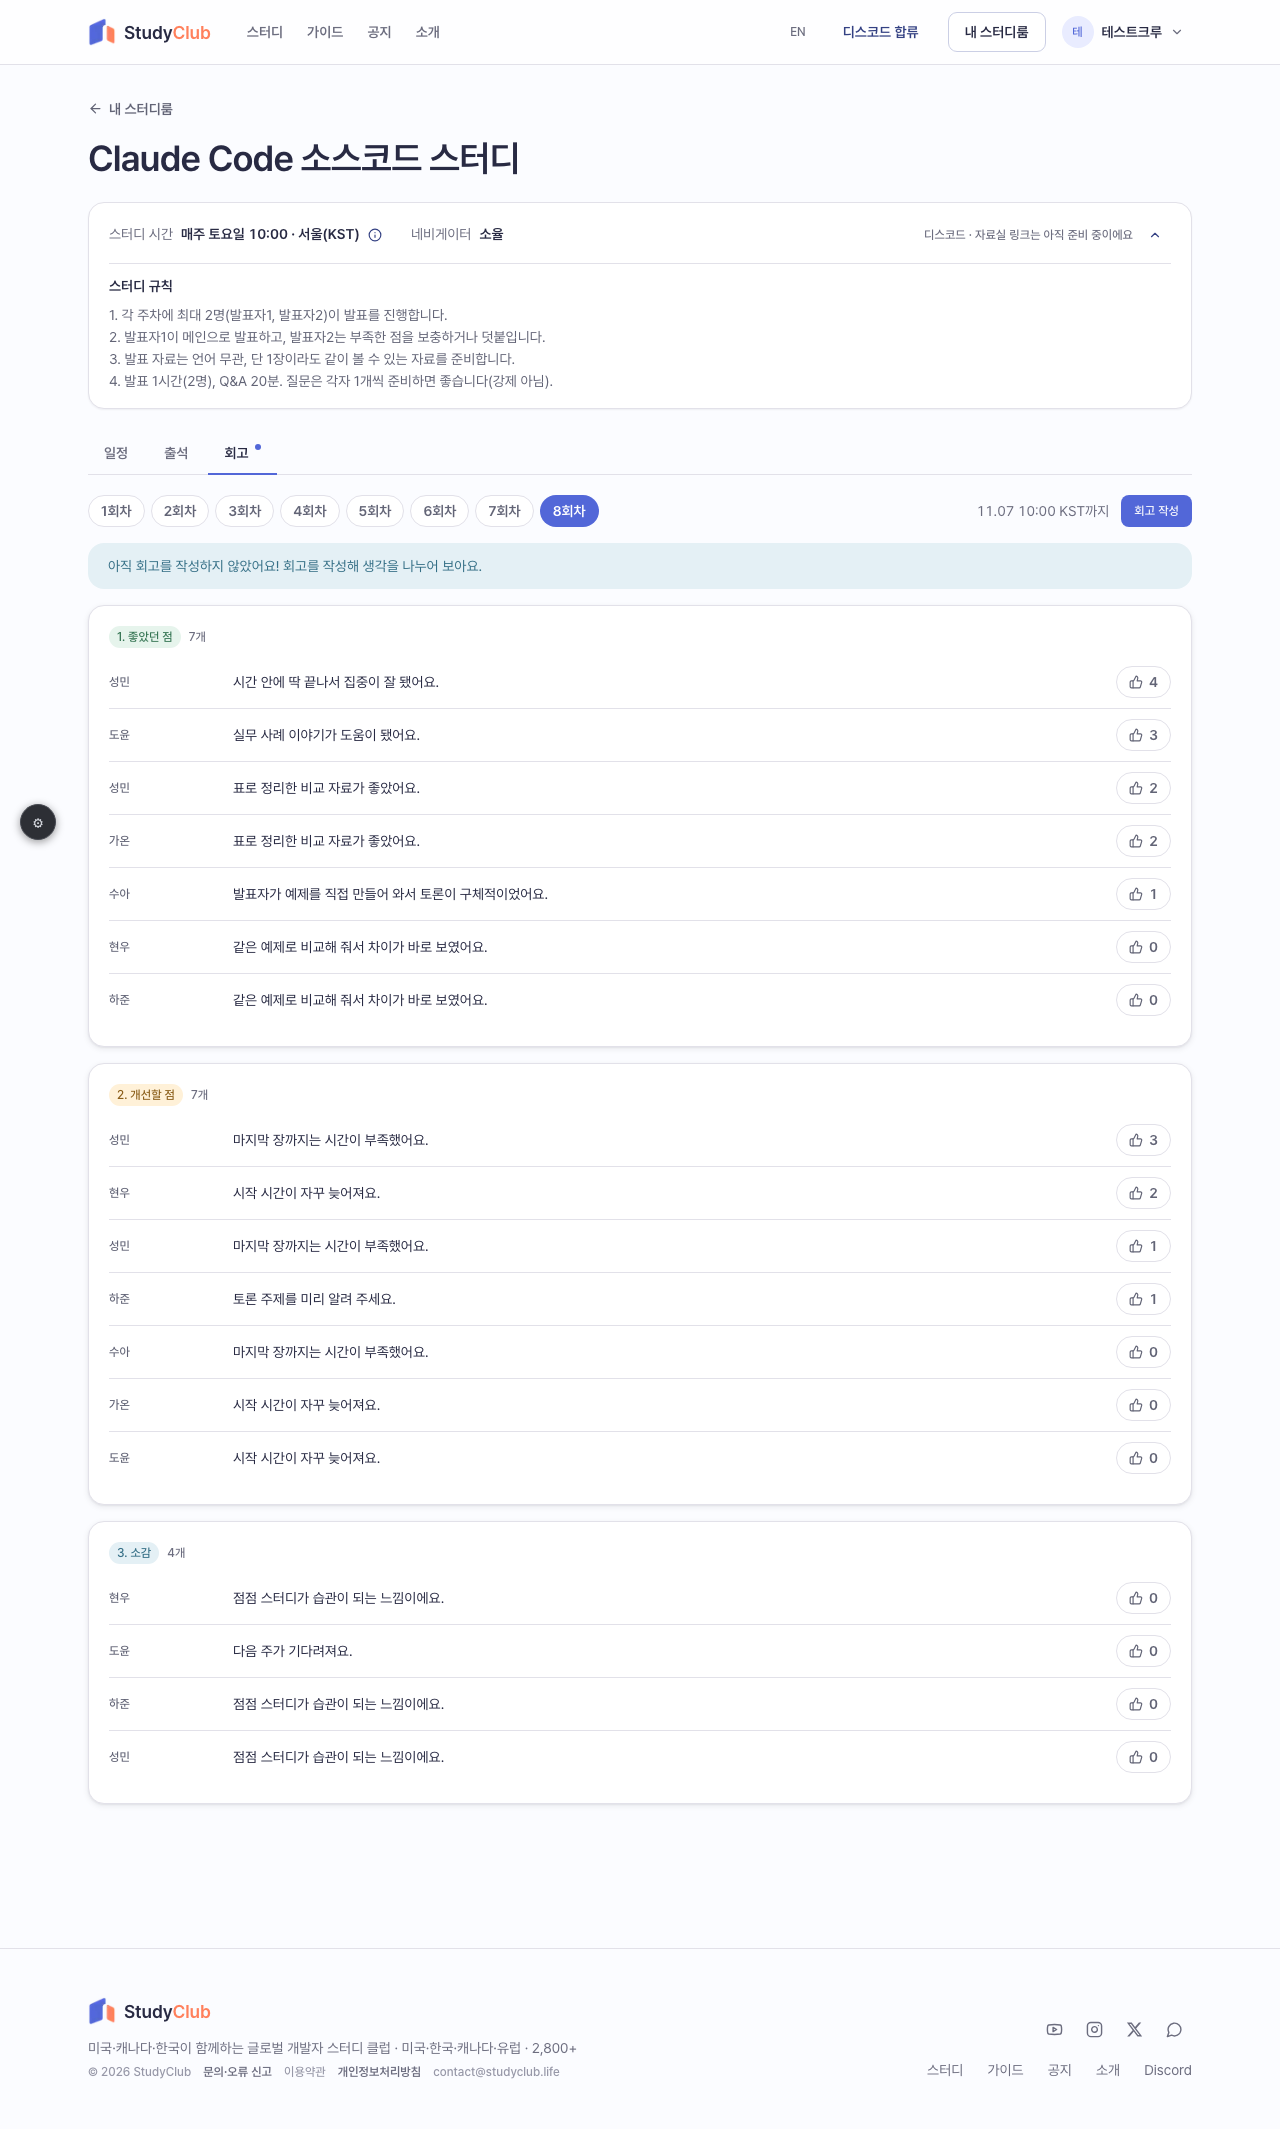 StudyClub 스터디 가이드 공지 소개 EN 디스코드 합류 내 스터디룸 테 테스트크루
← 내 스터디룸
Claude Code 소스코드 스터디
스터디 시간 매주 토요일 10:00 · 서울(KST) 네비게이터 소율 디스코드 · 자료실 링크는 아직 준비 중이에요
스터디 규칙
1. 각 주차에 최대 2명(발표자1, 발표자2)이 발표를 진행합니다.
2. 발표자1이 메인으로 발표하고, 발표자2는 부족한 점을 보충하거나 덧붙입니다.
3. 발표 자료는 언어 무관, 단 1장이라도 같이 볼 수 있는 자료를 준비합니다.
4. 발표 1시간(2명), Q&A 20분. 질문은 각자 1개씩 준비하면 좋습니다(강제 아님).
일정 출석 회고
1회차 2회차 3회차 4회차 5회차 6회차 7회차 8회차 11.07 10:00 KST까지 회고 작성
아직 회고를 작성하지 않았어요! 회고를 작성해 생각을 나누어 보아요.
1. 좋았던 점 7개
성민 시간 안에 딱 끝나서 집중이 잘 됐어요. 4
도윤 실무 사례 이야기가 도움이 됐어요. 3
성민 표로 정리한 비교 자료가 좋았어요. 2
가온 표로 정리한 비교 자료가 좋았어요. 2
수아 발표자가 예제를 직접 만들어 와서 토론이 구체적이었어요. 1
현우 같은 예제로 비교해 줘서 차이가 바로 보였어요. 0
하준 같은 예제로 비교해 줘서 차이가 바로 보였어요. 0
2. 개선할 점 7개
성민 마지막 장까지는 시간이 부족했어요. 3
현우 시작 시간이 자꾸 늦어져요. 2
성민 마지막 장까지는 시간이 부족했어요. 1
하준 토론 주제를 미리 알려 주세요. 1
수아 마지막 장까지는 시간이 부족했어요. 0
가온 시작 시간이 자꾸 늦어져요. 0
도윤 시작 시간이 자꾸 늦어져요. 0
3. 소감 4개
현우 점점 스터디가 습관이 되는 느낌이에요. 0
도윤 다음 주가 기다려져요. 0
하준 점점 스터디가 습관이 되는 느낌이에요. 0
성민 점점 스터디가 습관이 되는 느낌이에요. 0
StudyClub
미국·캐나다·한국이 함께하는 글로벌 개발자 스터디 클럽 · 미국·한국·캐나다·유럽 · 2,800+
© 2026 StudyClub 문의·오류 신고 이용약관 개인정보처리방침 contact@studyclub.life
스터디 가이드 공지 소개 Discord